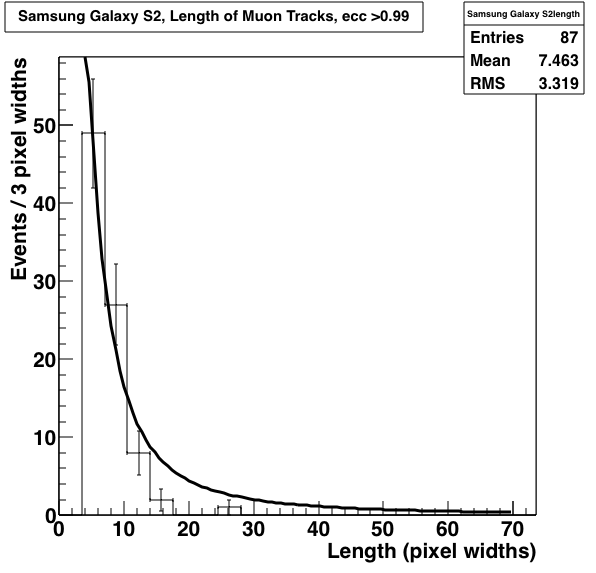 Samsung Galaxy S2, Length of Muon Tracks, ecc >0.99
Samsung Galaxy S2length
Entries 87
Mean 7.463
RMS 3.319
Events / 3 pixel widths
50
40
30
20
10
0
0 10 20 30 40 50 60 70
Length (pixel widths)